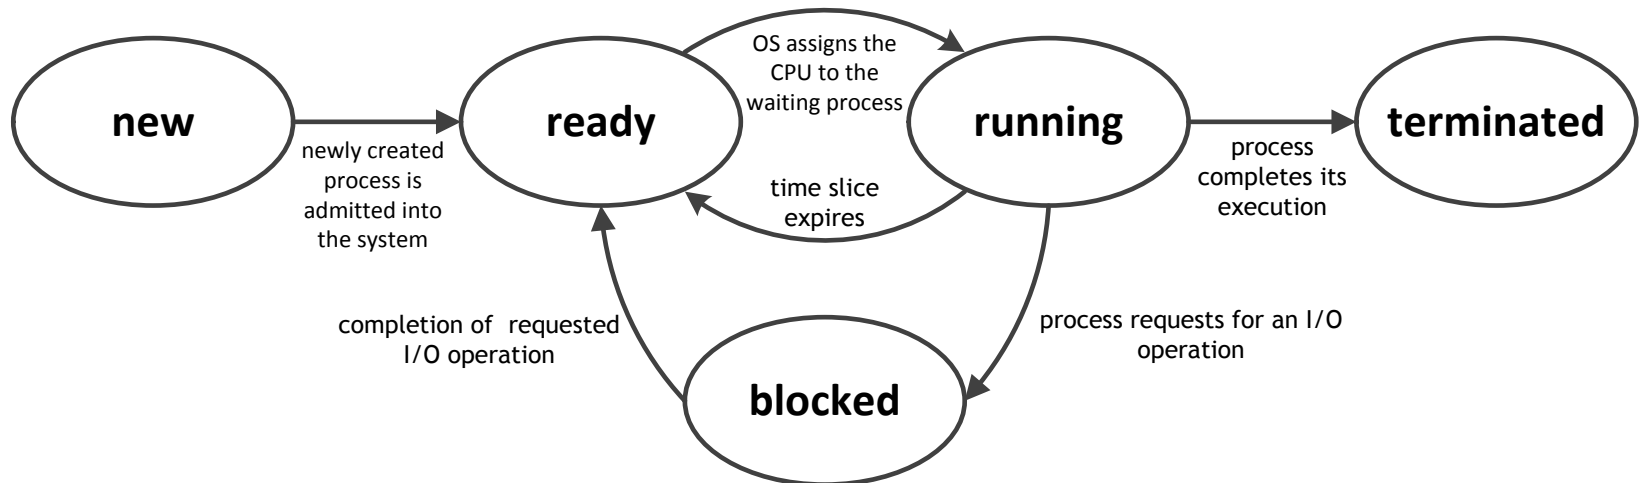 new
newly created
process is
admitted into
the system
ready
OS assigns the
CPU to the
waiting process
time slice
expires
running
process
completes its
execution
terminated
completion of  requested
I/O operation
blocked
process requests for an I/O
operation